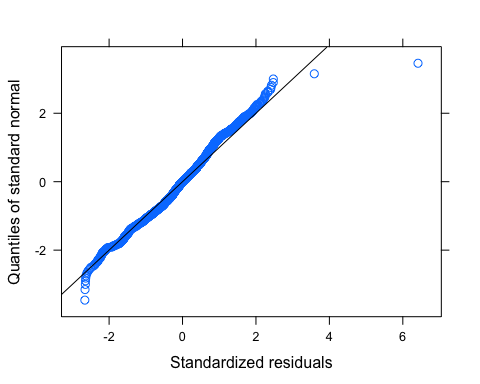 Quantiles of standard normal
2
0
-2
-2 0 2 4 6
Standardized residuals